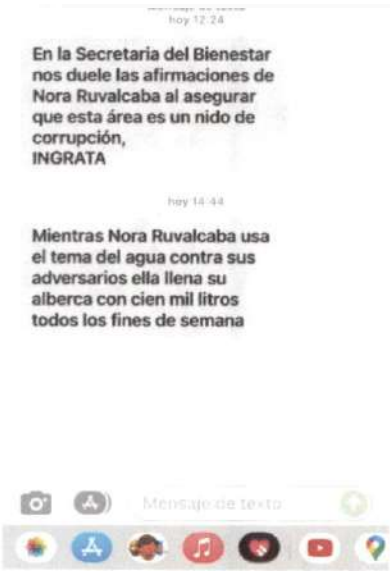 hoy 12:24
En la Secretaria del Bienestar
nos duele las afirmaciones de
Nora Ruvalcaba al asegurar
que esta área es un nido de
corrupción,
INGRATA
hoy 14:44
Mientras Nora Ruvalcaba usa
el tema del agua contra sus
adversarios ella llena su
alberca con cien mil litros
todos los fines de semana
Mensaje de texto